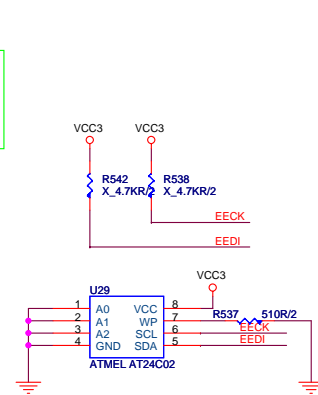 VCC3 VCC3
R542 R538
X_4.7KR/2 X_4.7KR/2
EECK
EEDI
VCC3
U29
1 A0 VCC 8
2 A1 WP 7 R537 510R/2
3 A2 SCL 6 EECK
4 GND SDA 5 EEDI
ATMEL AT24C02